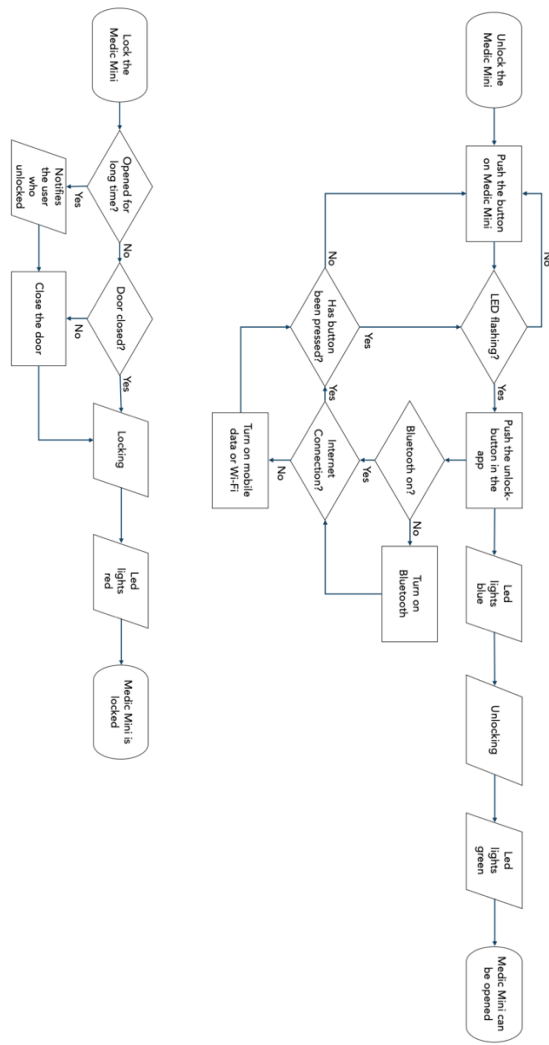 Unlock the
Medic Mini
Push the button
on Medic Mini
LED flashing?
No
Yes
Push the unlock-
button in the
app
Led
lights
blue
Unlocking
Led
lights
green
Medic Mini can
be opened
Bluetooth on?
No
Turn on
Bluetooth
Yes
Internet
Connection?
No
Turn on mobile
data or Wi-Fi
Yes
Has button
been pressed?
Yes
No
Lock the
Medic Mini
Opened for
long time?
Yes
Notifies
the user
who
unlocked
No
Door closed?
No
Close the door
Yes
Locking
Led
lights
red
Medic Mini is
locked